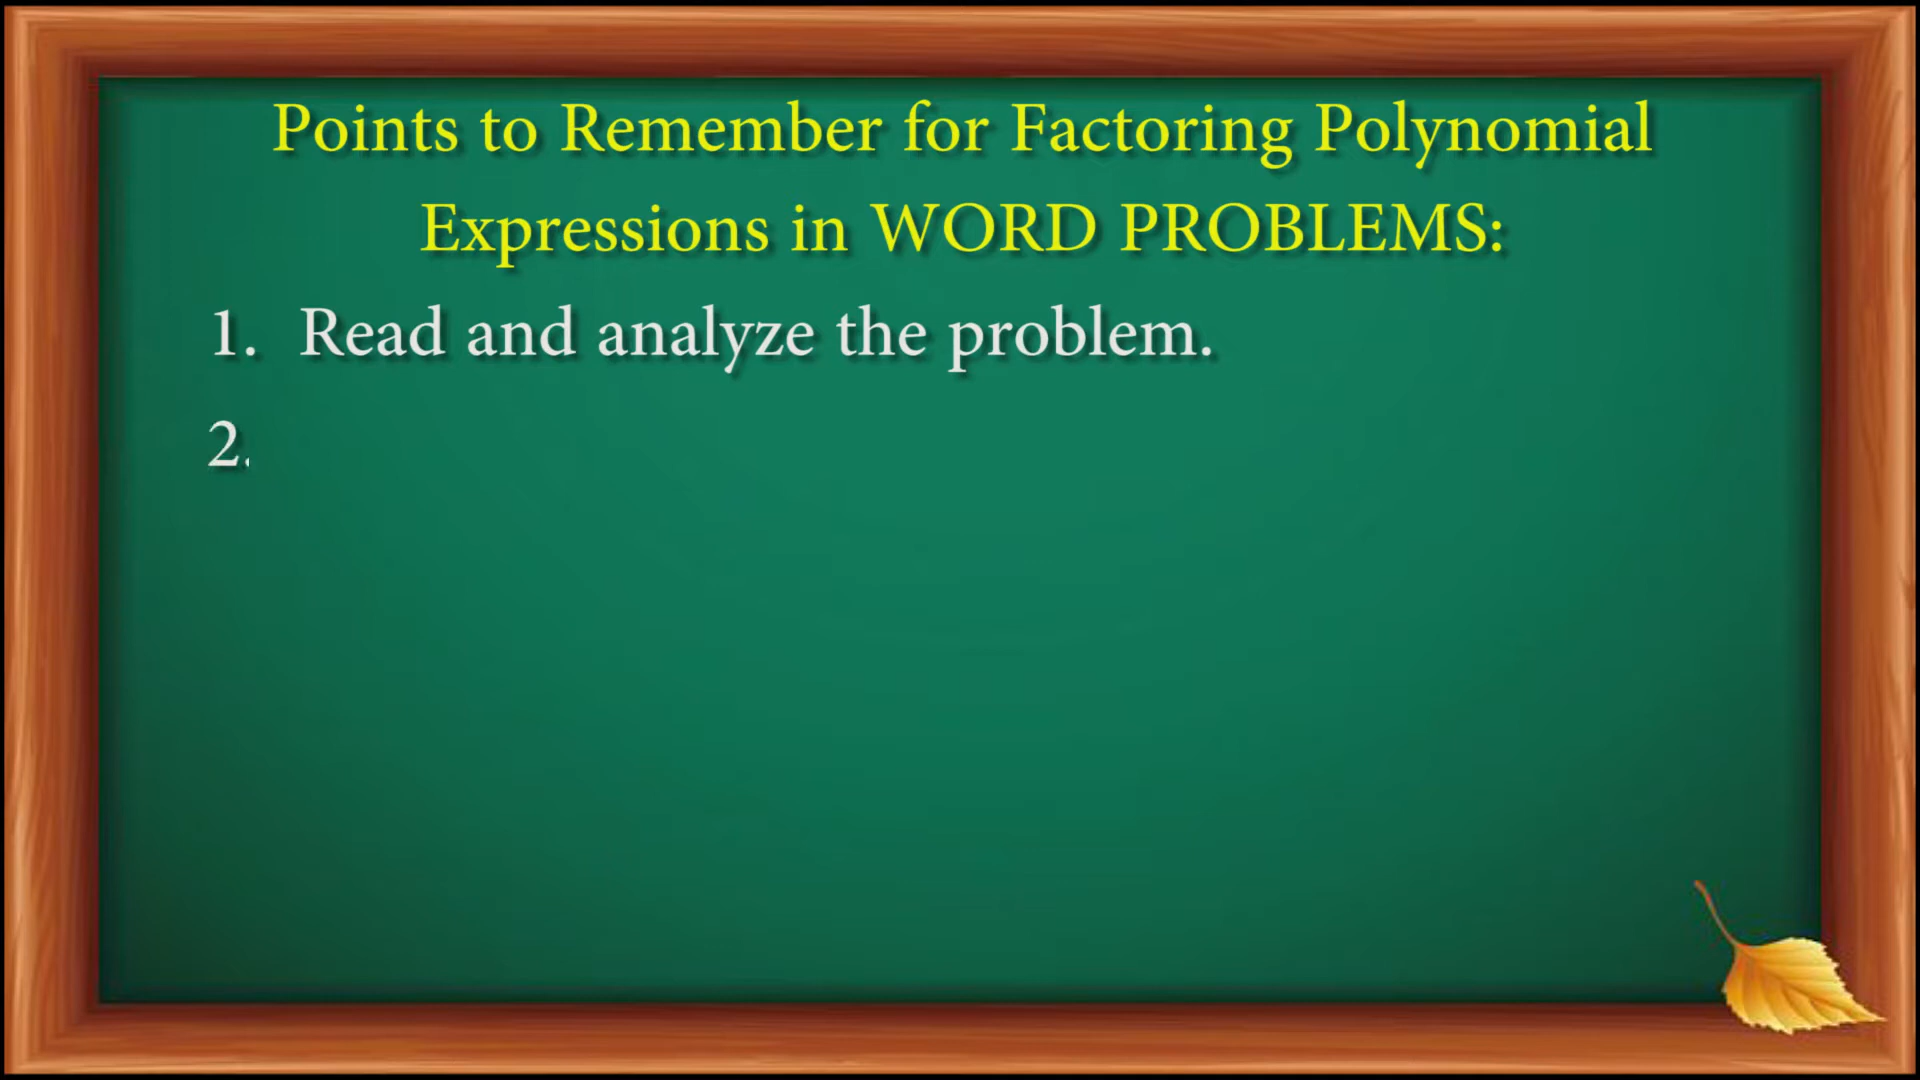 Points to Remember for Factoring Polynomial
Expressions in WORD PROBLEMS:
1. Read and analyze the problem.
2.